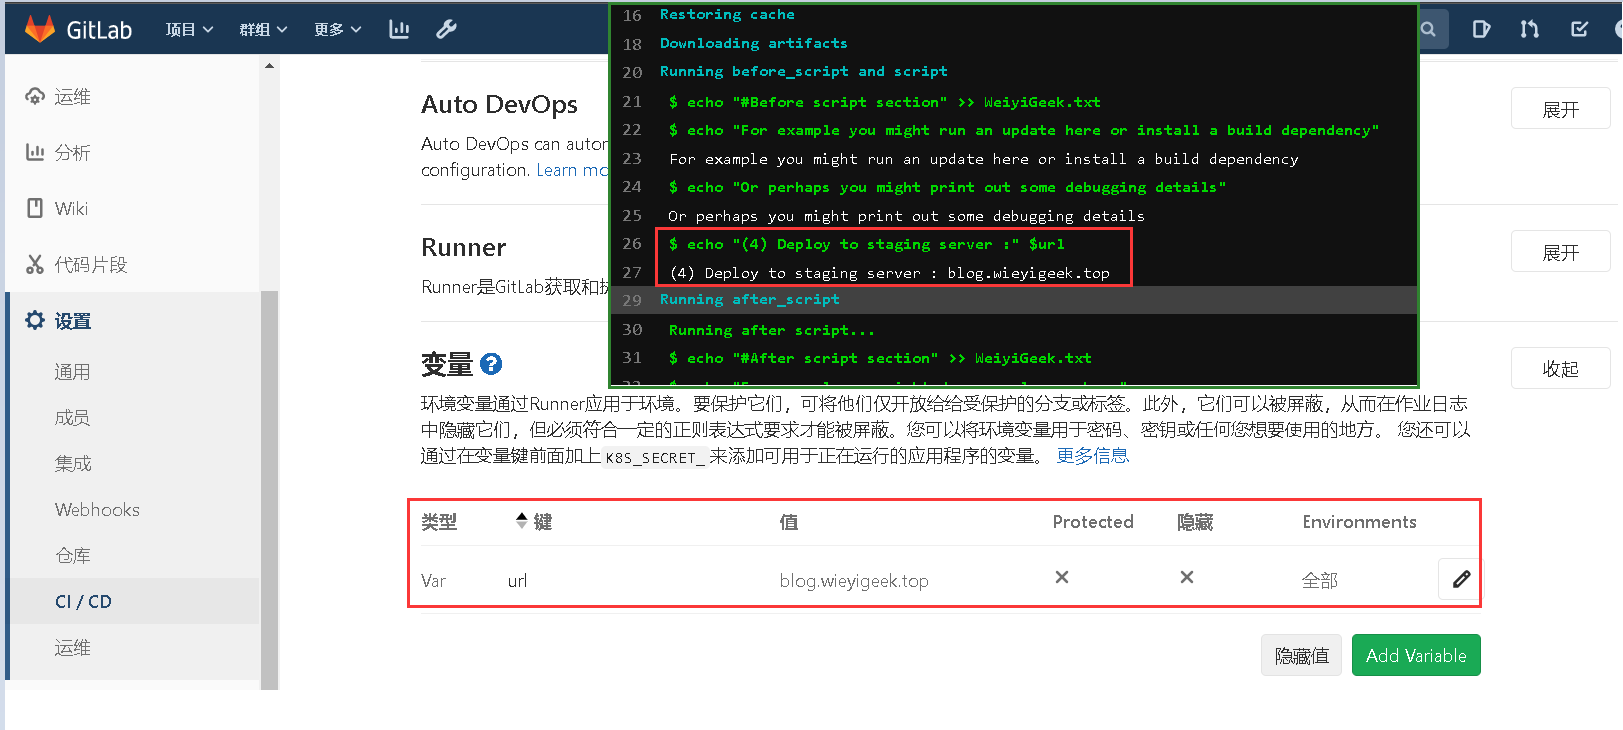 GitLab 项目 群组 更多
运维
分析
Wiki
代码片段
设置
通用
成员
集成
Webhooks
仓库
CI / CD
运维
Auto DevOps
展开
Auto DevOps can autor
configuration. Learn mo
Runner
展开
Runner是GitLab获取和执
16 Restoring cache
18 Downloading artifacts
20 Running before_script and script
21 $ echo "#Before script section" >> WeiyiGeek.txt
22 $ echo "For example you might run an update here or install a build dependency"
23 For example you might run an update here or install a build dependency
24 $ echo "Or perhaps you might print out some debugging details"
25 Or perhaps you might print out some debugging details
26 $ echo "(4) Deploy to staging server :" $url
27 (4) Deploy to staging server : blog.wieyigeek.top
29 Running after_script
30 Running after script...
31 $ echo "#After script section" >> WeiyiGeek.txt
变量 ?
收起
环境变量通过Runner应用于环境。要保护它们，可将他们仅开放给给受保护的分支或标签。此外，它们可以被屏蔽，从而在作业日志
中隐藏它们，但必须符合一定的正则表达式要求才能被屏蔽。您可以将环境变量用于密码、密钥或任何您想要使用的地方。 您还可以
通过在变量键前面加上 K8S_SECRET_ 来添加可用于正在运行的应用程序的变量。 更多信息
类型 键 值 Protected 隐藏 Environments
Var url blog.wieyigeek.top 全部
隐藏值 Add Variable